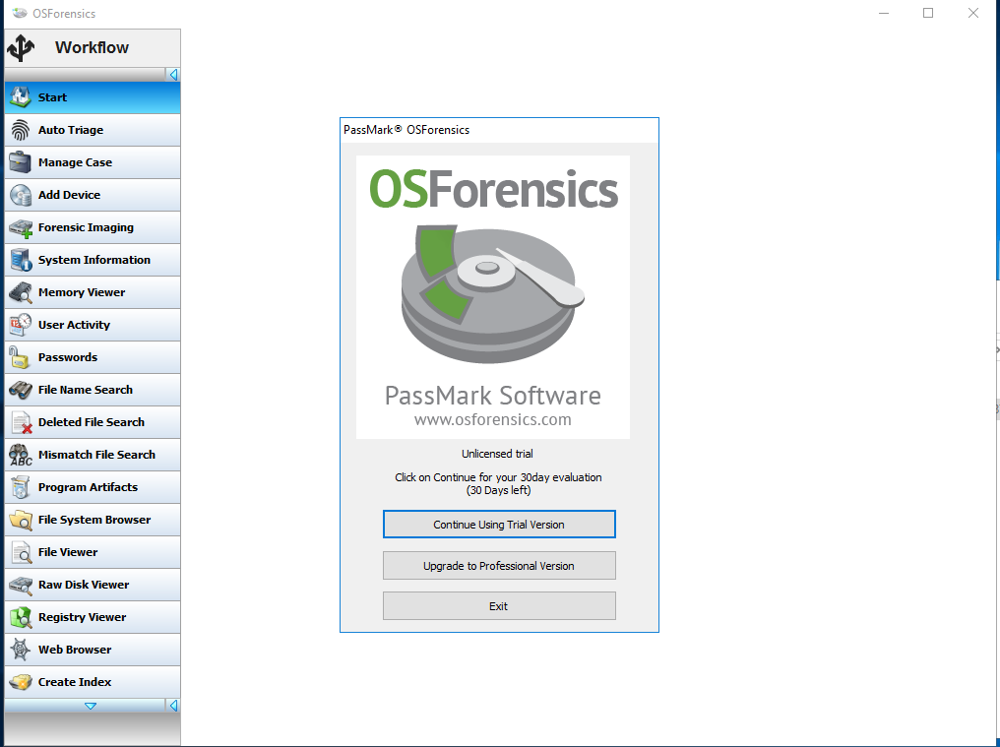 OSForensics
Workflow
Start
Auto Triage
Manage Case
Add Device
Forensic Imaging
System Information
Memory Viewer
User Activity
Passwords
File Name Search
Deleted File Search
ABC
Mismatch File Search
Program Artifacts
File System Browser
File Viewer
Raw Disk Viewer
Registry Viewer
Web Browser
Create Index
PassMark® OSForensics
OSForensics
PassMark Software
www.osforensics.com
Unlicensed trial
Click on Continue for your 30day evaluation
(30 Days left)
Continue Using Trial Version
Upgrade to Professional Version
Exit